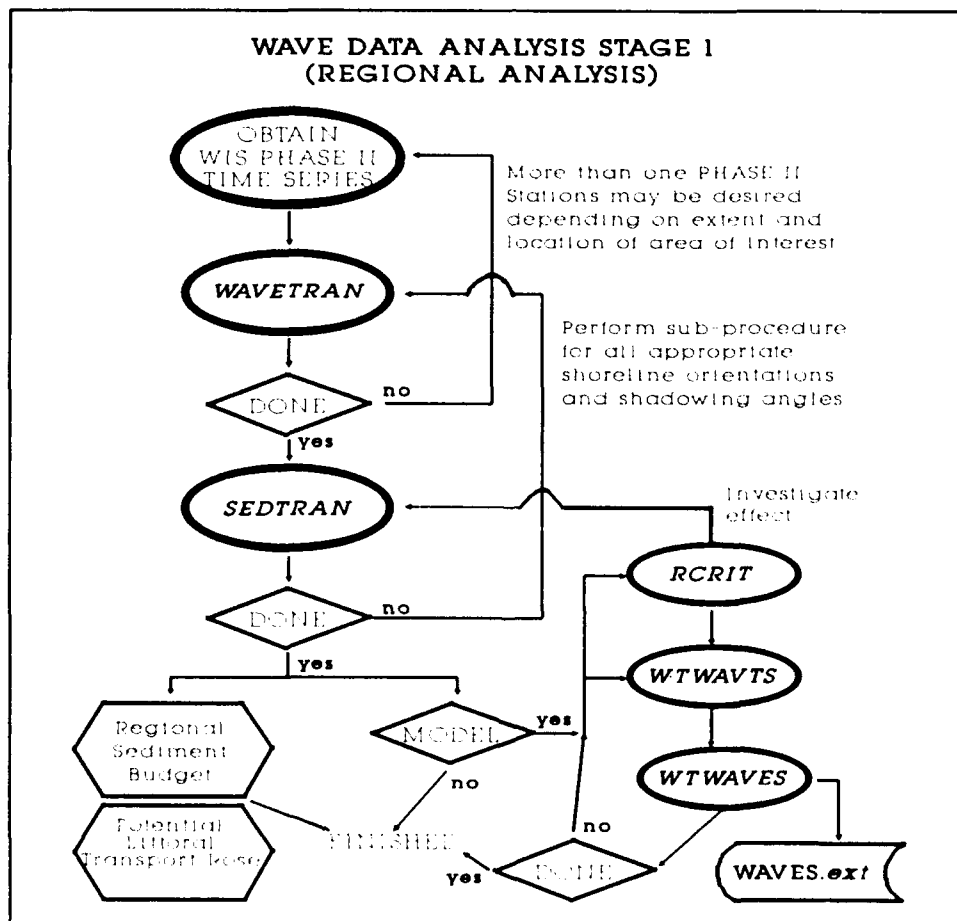 WAVE DATA ANALYSIS STAGE 1
(REGIONAL ANALYSIS)
OBTAIN
WIS PHASE II
TIME SERIES
More than one PHASE II
Stations may be desired
depending on extent and
location of area of interest
WAVETRAN
Perform sub-procedure
for all appropriate
shoreline orientations
and shadowing angles
DONE
no
yes
SEDTRAN
Investigate
effect
RCRIT
DONE
no
yes
WTWAVTS
Regional
Sediment
Budget
MODEL
yes
no
WTWAVES
Potential
Littoral
Transport Rose
FINISHED
no
yes
DONE
WAVES.ext